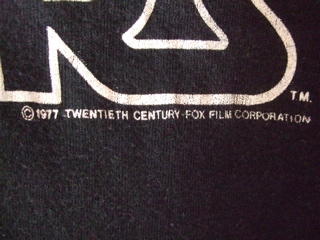 TM.
© 1977 TWENTIETH CENTURY-FOX FILM CORPORATION